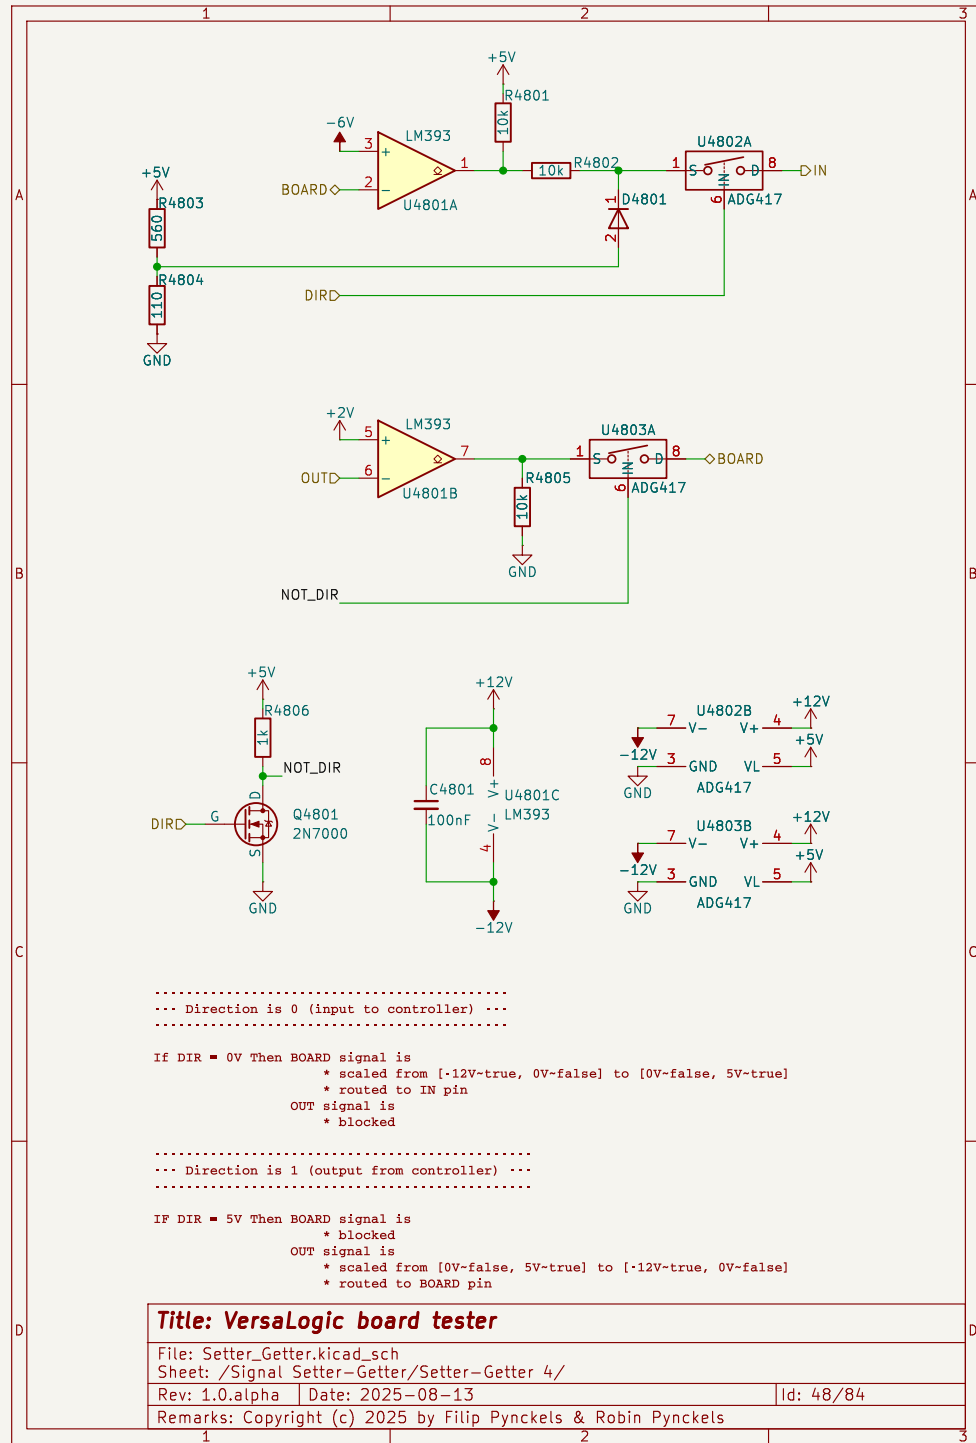 1 2 3
+5V
R4801
10k
-6V
LM393
3 +
1
BOARD
2 -
U4801A
10k R4802
U4802A
1 S D 8
IN
IN
6
ADG417
A A
+5V
R4803
560
1 D4801
2
R4804
110
DIR
GND
+2V
LM393
5 +
7
OUT
6 -
U4801B
U4803A
1 S D 8
BOARD
IN
6
ADG417
R4805
10k
GND
B B
NOT_DIR
+5V
R4806
1k
NOT_DIR
D
DIR
G
S
Q4801
2N7000
GND
+12V
8
V+
C4801
100nF
U4801C
LM393
V-
4
-12V
U4802B
+12V
7 V- V+ 4
-12V
+5V
3 GND VL 5
GND
ADG417
U4803B
+12V
7 V- V+ 4
-12V
+5V
3 GND VL 5
GND
ADG417
C C
--- Direction is 0 (input to controller) ---
If DIR = 0V Then BOARD signal is
* scaled from [-12V~true, 0V~false] to [0V~false, 5V~true]
* routed to IN pin
OUT signal is
* blocked
--- Direction is 1 (output from controller) ---
IF DIR = 5V Then BOARD signal is
* blocked
OUT signal is
* scaled from [0V~false, 5V~true] to [-12V~true, 0V~false]
* routed to BOARD pin
D D
Title: VersaLogic board tester
File: Setter_Getter.kicad_sch
Sheet: /Signal Setter-Getter/Setter-Getter 4/
Rev: 1.0.alpha Date: 2025-08-13 Id: 48/84
Remarks: Copyright (c) 2025 by Filip Pynckels & Robin Pynckels
1 2 3